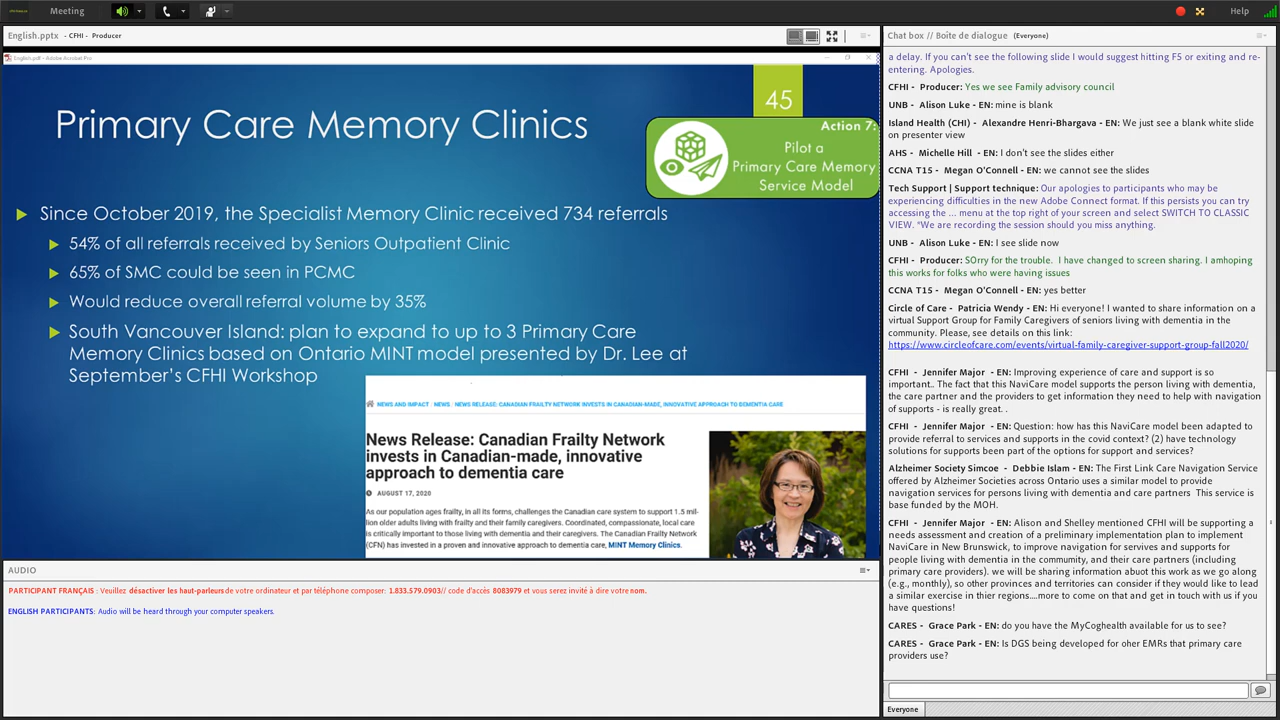 Meeting
Help
English.pptx - CFHI - Producer
English.pdf - Adobe Acrobat Pro
Primary Care Memory Clinics
45
Action 7:
Pilot a
Primary Care Memory
Service Model
Since October 2019, the Specialist Memory Clinic received 734 referrals
54% of all referrals received by Seniors Outpatient Clinic
65% of SMC could be seen in PCMC
Would reduce overall referral volume by 35%
South Vancouver Island: plan to expand to up to 3 Primary Care
Memory Clinics based on Ontario MINT model presented by Dr. Lee at
September's CFHI Workshop
NEWS AND IMPACT NEWS NEWS RELEASE: CANADIAN FRAILTY NETWORK INVESTS IN CANADIAN-MADE, INNOVATIVE APPROACH TO DEMENTIA CARE
News Release: Canadian Frailty Network
invests in Canadian-made, innovative
approach to dementia care
AUGUST 17, 2020
As our population ages frailty, in all its forms, challenges the Canadian care system to support 1.5 mil-
lion older adults living with frailty and their family caregivers. Coordinated, compassionate, local care
is critically important to those living with dementia and their caregivers. The Canadian Frailty Network
(CFN) has invested in a proven and innovative approach to dementia care, MINT Memory Clinics.
AUDIO
PARTICIPANT FRANÇAIS : Veuillez désactiver les haut-parleurs de votre ordinateur et par téléphone composer: 1.833.579.0903// code d'accès 8083979 et vous serez invité à dire votre nom.
ENGLISH PARTICIPANTS: Audio will be heard through your computer speakers.
Chat box // Boîte de dialogue (Everyone)
a delay. If you can't see the following slide I would suggest hitting F5 or exiting and re-
entering. Apologies.
CFHI - Producer: Yes we see Family advisory council
UNB - Alison Luke - EN: mine is blank
Island Health (CHI) - Alexandre Henri-Bhargava - EN: We just see a blank white slide
on presenter view
AHS - Michelle Hill - EN: I don't see the slides either
CCNA T15 - Megan O'Connell - EN: we cannot see the slides
Tech Support | Support technique: Our apologies to participants who may be
experiencing difficulties in the new Adobe Connect format. If this persists you can try
accessing the ... menu at the top right of your screen and select SWITCH TO CLASSIC
VIEW. *We are recording the session should you miss anything.
UNB - Alison Luke - EN: I see slide now
CFHI - Producer: SOrry for the trouble. I have changed to screen sharing. I amhoping
this works for folks who were having issues
CCNA T15 - Megan O'Connell - EN: yes better
Circle of Care - Patricia Wendy - EN: Hi everyone! I wanted to share information on a
virtual Support Group for Family Caregivers of seniors living with dementia in the
community. Please, see details on this link:
https://www.circleofcare.com/events/virtual-family-caregiver-support-group-fall2020/
CFHI - Jennifer Major - EN: Improving experience of care and support is so
important.. The fact that this NaviCare model supports the person living with dementia,
the care partner and the providers to get information they need to help with navigation
of supports - is really great. .
CFHI - Jennifer Major - EN: Question: how has this NaviCare model been adapted to
provide referral to services and supports in the covid context? (2) have technology
solutions for supports been part of the options for support and services?
Alzheimer Society Simcoe - Debbie Islam - EN: The First Link Care Navigation Service
offered by Alzheimer Societies across Ontario uses a similar model to provide
navigation services for persons living with dementia and care partners This service is
base funded by the MOH.
CFHI - Jennifer Major - EN: Alison and Shelley mentioned CFHI will be supporting a
needs assessment and creation of a preliminary implementation plan to implement
NaviCare in New Brunswick, to improve navigation for services and supports for
people living with dementia in the community, and their care partners (including
primary care providers). we will be sharing information about this work as we go along
(e.g., monthly), so other provinces and territories can consider if they would like to lead
a similar exercise in thier regions....more to come on that and get in touch with us if you
have questions!
CARES - Grace Park - EN: do you have the MyCoghealth available for us to see?
CARES - Grace Park - EN: Is DGS being developed for oher EMRs that primary care
providers use?
Everyone